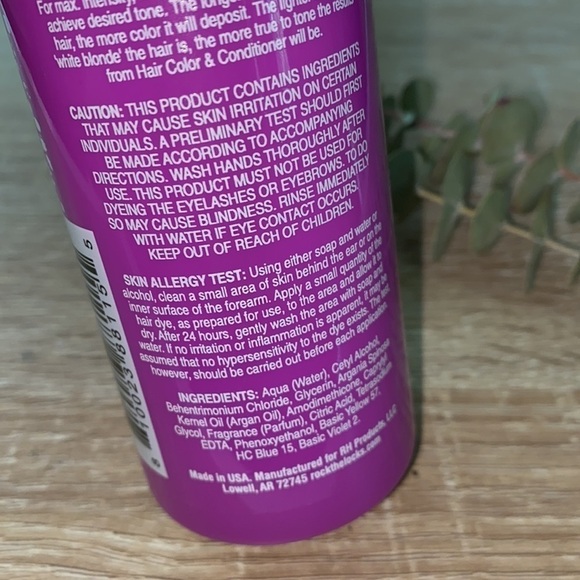 For max. intensity,
achieve desired tone. The longer
hair, the more color it will deposit. The lighter
'white blonde' the hair is, the more true to tone the results
from Hair Color & Conditioner will be.
CAUTION: THIS PRODUCT CONTAINS INGREDIENTS
THAT MAY CAUSE SKIN IRRITATION ON CERTAIN
INDIVIDUALS. A PRELIMINARY TEST SHOULD FIRST
BE MADE ACCORDING TO ACCOMPANYING
DIRECTIONS. WASH HANDS THOROUGHLY AFTER
USE. THIS PRODUCT MUST NOT BE USED FOR
DYEING THE EYELASHES OR EYEBROWS. TO DO
SO MAY CAUSE BLINDNESS. RINSE IMMEDIATELY
WITH WATER IF EYE CONTACT OCCURS.
KEEP OUT OF REACH OF CHILDREN.
SKIN ALLERGY TEST: Using either soap and water or
alcohol, clean a small area of skin behind the ear or on the
inner surface of the forearm. Apply a small quantity of the
hair dye, as prepared for use, to the area and allow it to
dry. After 24 hours, gently wash the area with soap and
water. If no irritation or inflammation is apparent, it may be
assumed that no hypersensitivity to the dye exists. The test
however, should be carried out before each application.
INGREDIENTS: Aqua (Water), Cetyl Alcohol,
Behentrimonium Chloride, Glycerin, Argania Spinosa
Kernel Oil (Argan Oil), Amodimethicone, Caprylyl
Glycol, Fragrance (Parfum), Citric Acid, Tetrasodium
EDTA, Phenoxyethanol, Basic Yellow 57,
HC Blue 15, Basic Violet 2.
Made in USA. Manufactured for RH Products, LLC
Lowell, AR 72745 rockthelocks.com